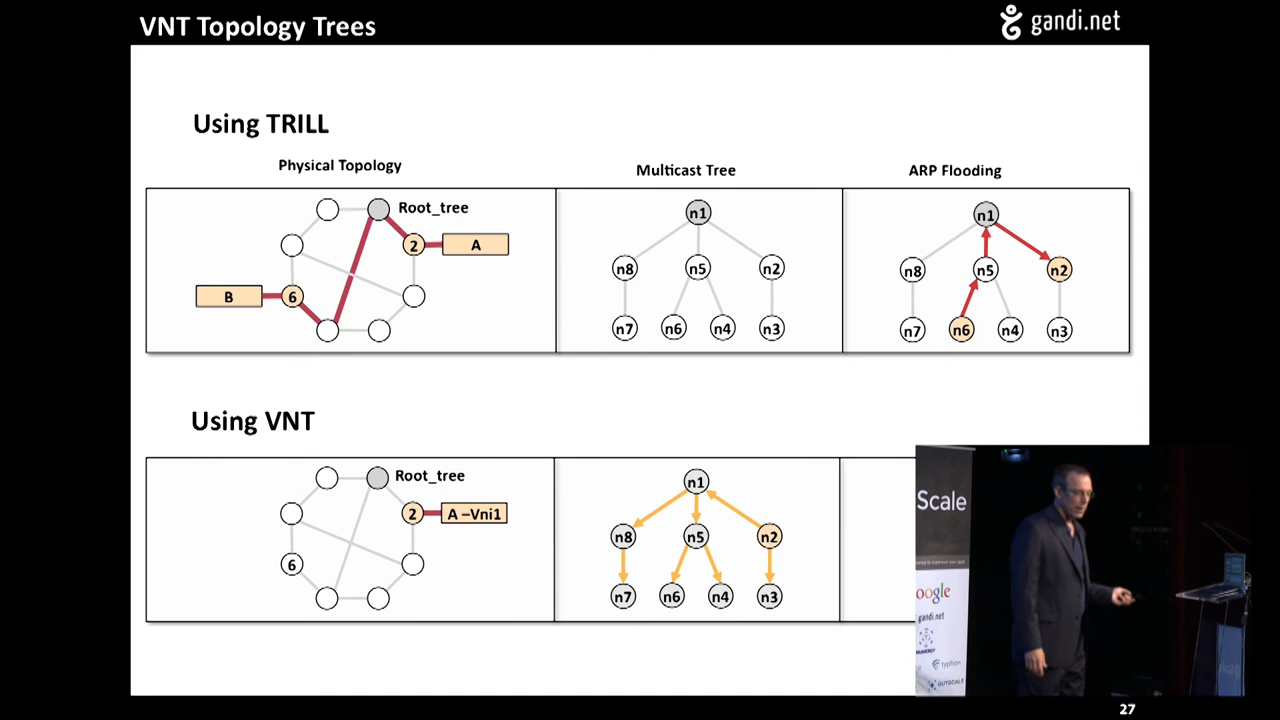 VNT Topology Trees
gandi.net
Using TRILL
Physical Topology
Multicast Tree
ARP Flooding
Root_tree
2
A
B
6
n1
n8
n5
n2
n7
n6
n4
n3
n1
n8
n5
n2
n7
n6
n4
n3
Using VNT
Root_tree
2
A –Vni1
6
n1
n8
n5
n2
n7
n6
n4
n3
Scale
oogle
gandi.net
typhon
OUTSCALE
27